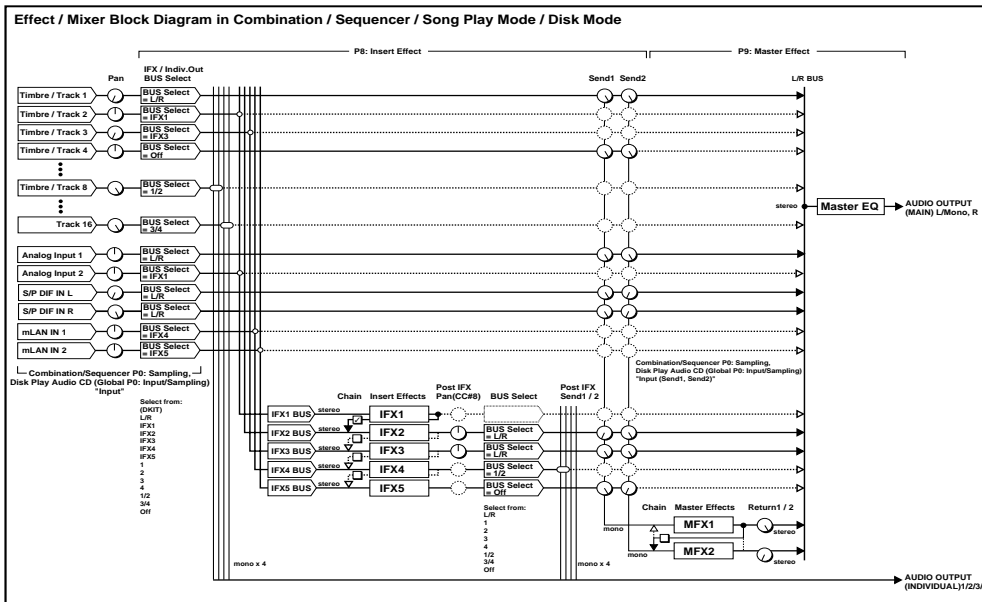 Effect / Mixer Block Diagram in Combination / Sequencer / Song Play Mode / Disk Mode
P8: Insert Effect
P9: Master Effect
Pan
IFX / Indiv.Out
BUS Select
Send1
Send2
L/R BUS
Timbre / Track 1
BUS Select
= L/R
Timbre / Track 2
BUS Select
= IFX1
Timbre / Track 3
BUS Select
= IFX3
Timbre / Track 4
BUS Select
= Off
Timbre / Track 8
BUS Select
= 1/2
Track 16
BUS Select
= 3/4
stereo
Master EQ
AUDIO OUTPUT
(MAIN) L/Mono, R
Analog Input 1
BUS Select
= L/R
Analog Input 2
BUS Select
= IFX1
S/P DIF IN L
BUS Select
= L/R
S/P DIF IN R
BUS Select
= L/R
mLAN IN 1
BUS Select
= IFX4
mLAN IN 2
BUS Select
= IFX5
Combination/Sequencer P0: Sampling,
Disk Play Audio CD (Global P0: Input/Sampling)
"Input"
Combination/Sequencer P0: Sampling,
Disk Play Audio CD (Global P0: Input/Sampling)
"Input (Send1, Send2)"
Select from:
(DKIT)
L/R
IFX1
IFX2
IFX3
IFX4
IFX5
1
2
3
4
1/2
3/4
Off
Chain
Insert Effects
Post IFX
Pan(CC#8)
BUS Select
Post IFX
Send1 / 2
IFX1 BUS
stereo
IFX1
IFX2 BUS
stereo
IFX2
BUS Select
= L/R
IFX3 BUS
stereo
IFX3
BUS Select
= L/R
IFX4 BUS
stereo
IFX4
BUS Select
= 1/2
IFX5 BUS
stereo
IFX5
BUS Select
= Off
Select from:
L/R
1
2
3
4
1/2
3/4
Off
Chain
Master Effects
Return1 / 2
mono
MFX1
stereo
mono
MFX2
stereo
mono x 4
mono x 4
AUDIO OUTPUT
(INDIVIDUAL)1/2/3/